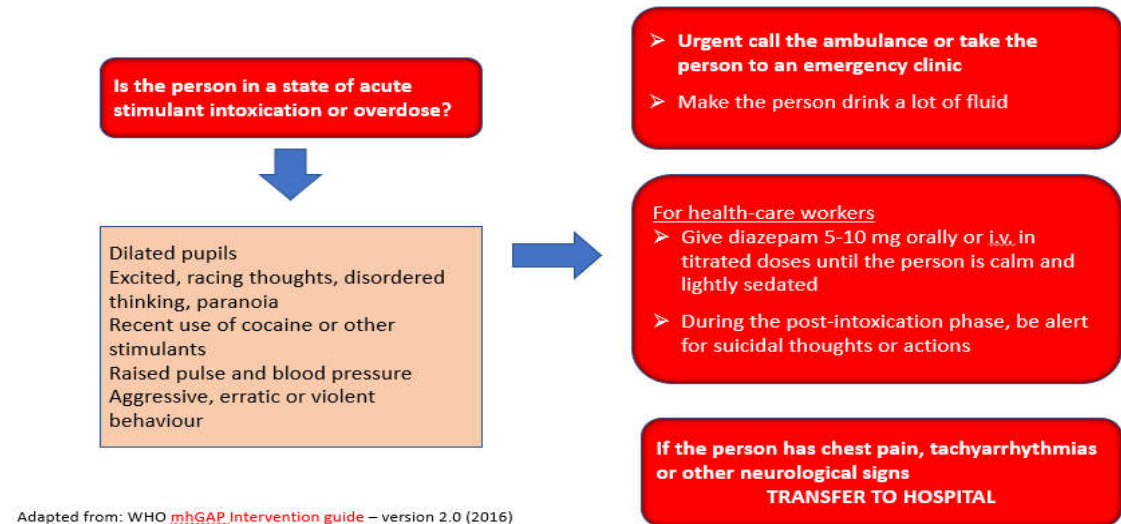 Is the person in a state of acute
stimulant intoxication or overdose?
Dilated pupils
Excited, racing thoughts, disordered
thinking, paranoia
Recent use of cocaine or other
stimulants
Raised pulse and blood pressure
Aggressive, erratic or violent
behaviour
➤ Urgent call the ambulance or take the
person to an emergency clinic
➤ Make the person drink a lot of fluid
For health-care workers
➤ Give diazepam 5-10 mg orally or i.v. in
titrated doses until the person is calm and
lightly sedated
➤ During the post-intoxication phase, be alert
for suicidal thoughts or actions
If the person has chest pain, tachyarrhythmias
or other neurological signs
TRANSFER TO HOSPITAL
Adapted from: WHO mhGAP Intervention guide – version 2.0 (2016)